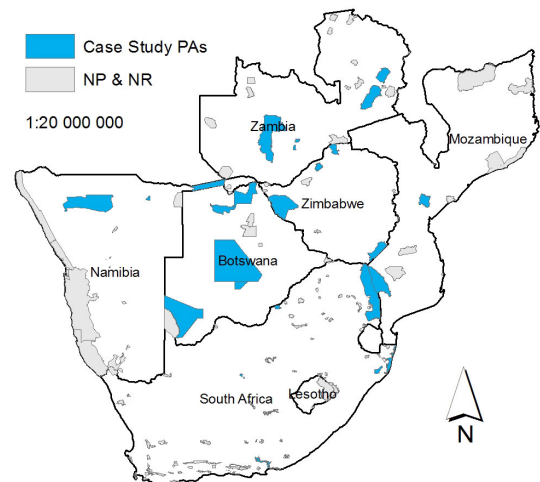 Case Study PAs
NP & NR
1:20 000 000
Zambia
Mozambique
Zimbabwe
Botswana
Namibia
South Africa
Lesotho
N